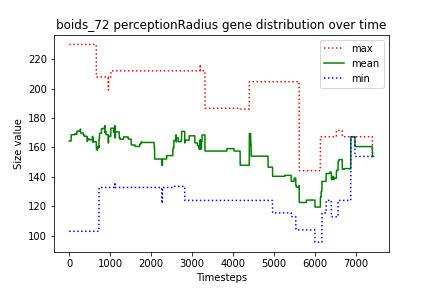 boids_72 perceptionRadius gene distribution over time
max
mean
min
Size value
220
200
180
160
140
120
100
0
1000
2000
3000
4000
5000
6000
7000
Timesteps